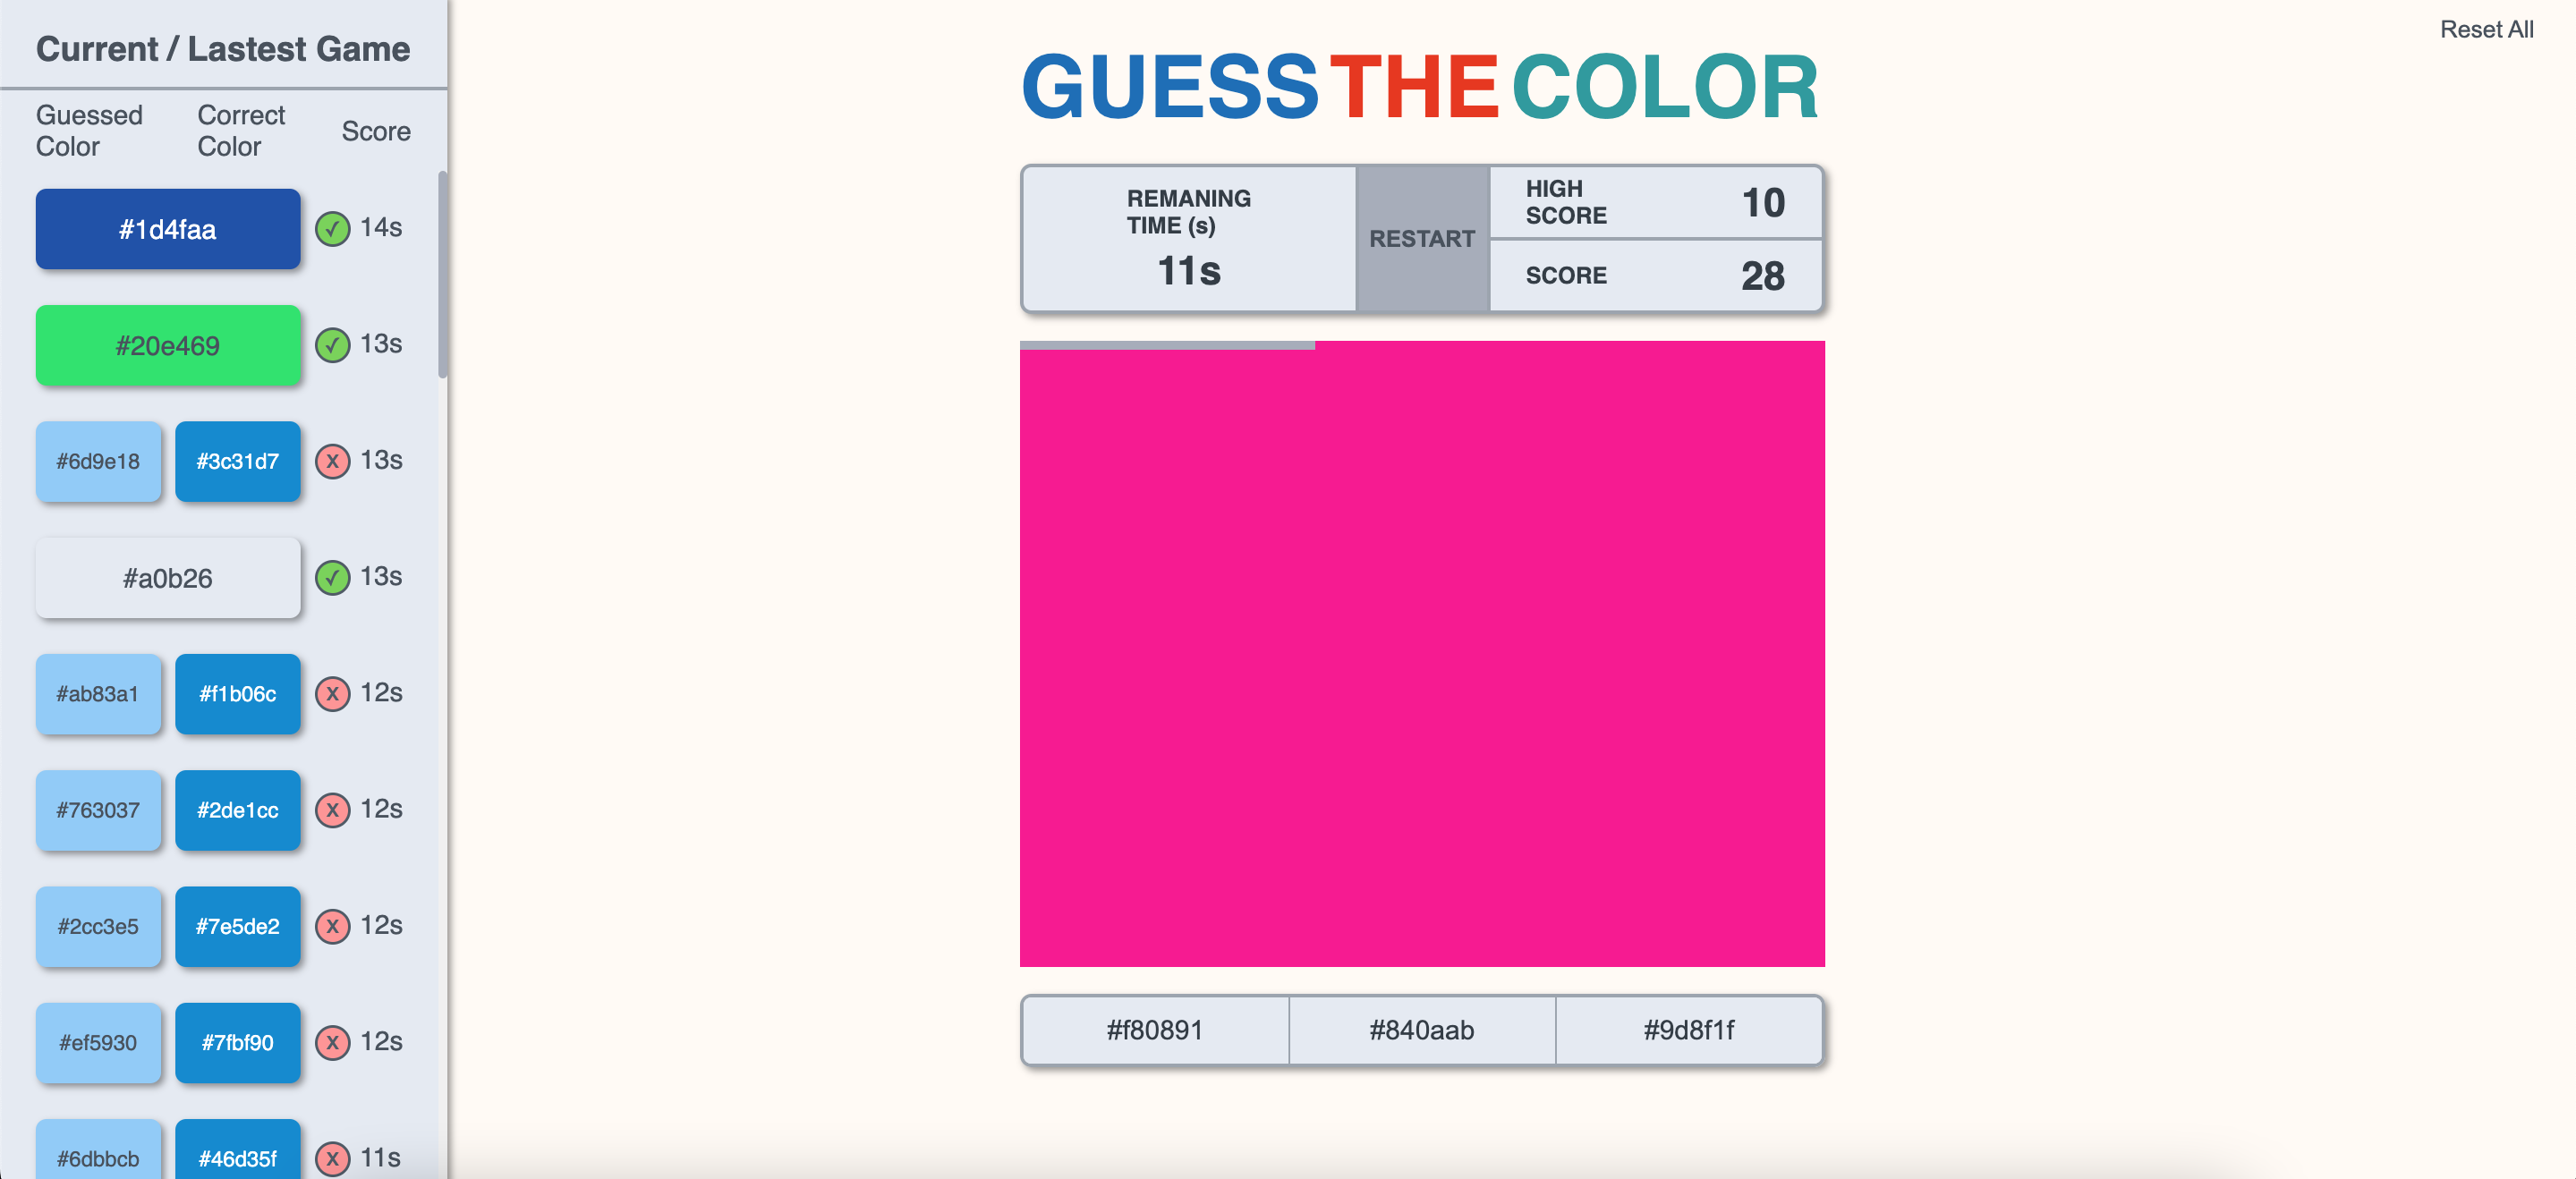 Current / Lastest Game
Guessed
Color
Correct
Color
Score
#1d4faa
✓
14s
#20e469
✓
13s
#6d9e18
#3c31d7
X
13s
#a0b26
✓
13s
#ab83a1
#f1b06c
X
12s
#763037
#2de1cc
X
12s
#2cc3e5
#7e5de2
X
12s
#ef5930
#7fbf90
X
12s
#6dbbcb
#46d35f
X
11s
Reset All
GUESS THE COLOR
REMANING
TIME (s)
11s
RESTART
HIGH
SCORE
10
SCORE
28
#f80891
#840aab
#9d8f1f